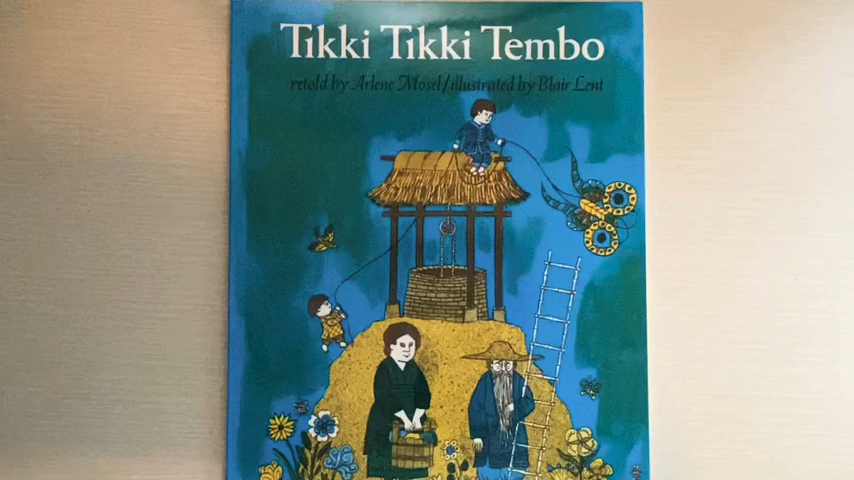 Tikki Tikki Tembo
retold by Arlene Mosel/illustrated by Blair Lent